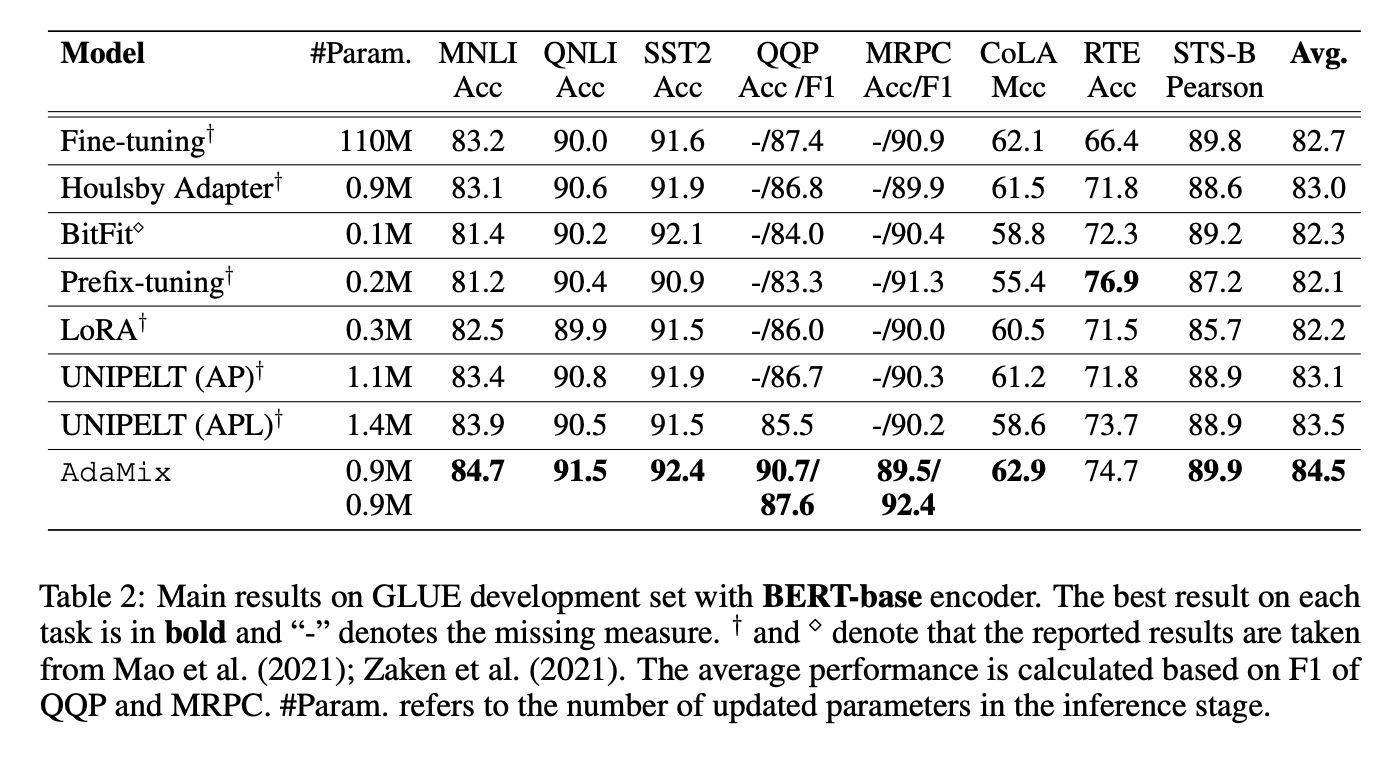 Model #Param. MNLI QNLI SST2 QQP MRPC CoLA RTE STS-B Avg.
Acc Acc Acc Acc /F1 Acc/F1 Mcc Acc Pearson
Fine-tuning† 110M 83.2 90.0 91.6 -/87.4 -/90.9 62.1 66.4 89.8 82.7
Houlsby Adapter† 0.9M 83.1 90.6 91.9 -/86.8 -/89.9 61.5 71.8 88.6 83.0
BitFit⋄ 0.1M 81.4 90.2 92.1 -/84.0 -/90.4 58.8 72.3 89.2 82.3
Prefix-tuning† 0.2M 81.2 90.4 90.9 -/83.3 -/91.3 55.4 76.9 87.2 82.1
LoRA† 0.3M 82.5 89.9 91.5 -/86.0 -/90.0 60.5 71.5 85.7 82.2
UNIPELT (AP)† 1.1M 83.4 90.8 91.9 -/86.7 -/90.3 61.2 71.8 88.9 83.1
UNIPELT (APL)† 1.4M 83.9 90.5 91.5 85.5 -/90.2 58.6 73.7 88.9 83.5
AdaMix 0.9M 84.7 91.5 92.4 90.7/ 89.5/ 62.9 74.7 89.9 84.5
0.9M 87.6 92.4
Table 2: Main results on GLUE development set with BERT-base encoder. The best result on each
task is in bold and “-” denotes the missing measure. † and ⋄ denote that the reported results are taken
from Mao et al. (2021); Zaken et al. (2021). The average performance is calculated based on F1 of
QQP and MRPC. #Param. refers to the number of updated parameters in the inference stage.